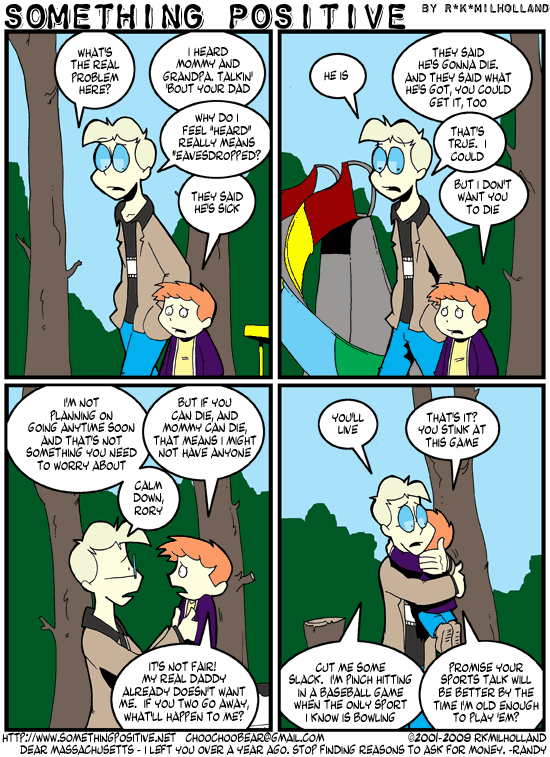 SOMETHING POSITIVE BY R*K*MILHOLLAND
WHAT'S
THE REAL
PROBLEM
HERE?
I HEARD
MOMMY AND
GRANDPA TALKIN'
'BOUT YOUR DAD
WHY DO I
FEEL "HEARD"
REALLY MEANS
"EAVESDROPPED?
THEY SAID
HE'S SICK
HE IS
THEY SAID
HE'S GONNA DIE.
AND THEY SAID WHAT
HE'S GOT, YOU COULD
GET IT, TOO
THAT'S
TRUE. I
COULD
BUT I DON'T
WANT YOU
TO DIE
I'M NOT
PLANNING ON
GOING ANYTIME SOON
AND THAT'S NOT
SOMETHING YOU NEED
TO WORRY ABOUT
BUT IF YOU
CAN DIE, AND
MOMMY CAN DIE,
THAT MEANS I MIGHT
NOT HAVE ANYONE
CALM
DOWN,
RORY
IT'S NOT FAIR!
MY REAL DADDY
ALREADY DOESN'T WANT
ME. IF YOU TWO GO AWAY,
WHAT'LL HAPPEN TO ME?
YOU'LL
LIVE
THAT'S IT?
YOU STINK AT
THIS GAME
CUT ME SOME
SLACK. I'M PINCH HITTING
IN A BASEBALL GAME
WHEN THE ONLY SPORT
I KNOW IS BOWLING
PROMISE YOUR
SPORTS TALK WILL
BE BETTER BY THE
TIME I'M OLD ENOUGH
TO PLAY 'EM?
HTTP://WWW.SOMETHINGPOSITIVE.NET CHOOCHOOBEAR@GMAIL.COM ©2001-2009 RKMILHOLLAND
DEAR MASSACHUSETTS - I LEFT YOU OVER A YEAR AGO. STOP FINDING REASONS TO ASK FOR MONEY. -RANDY